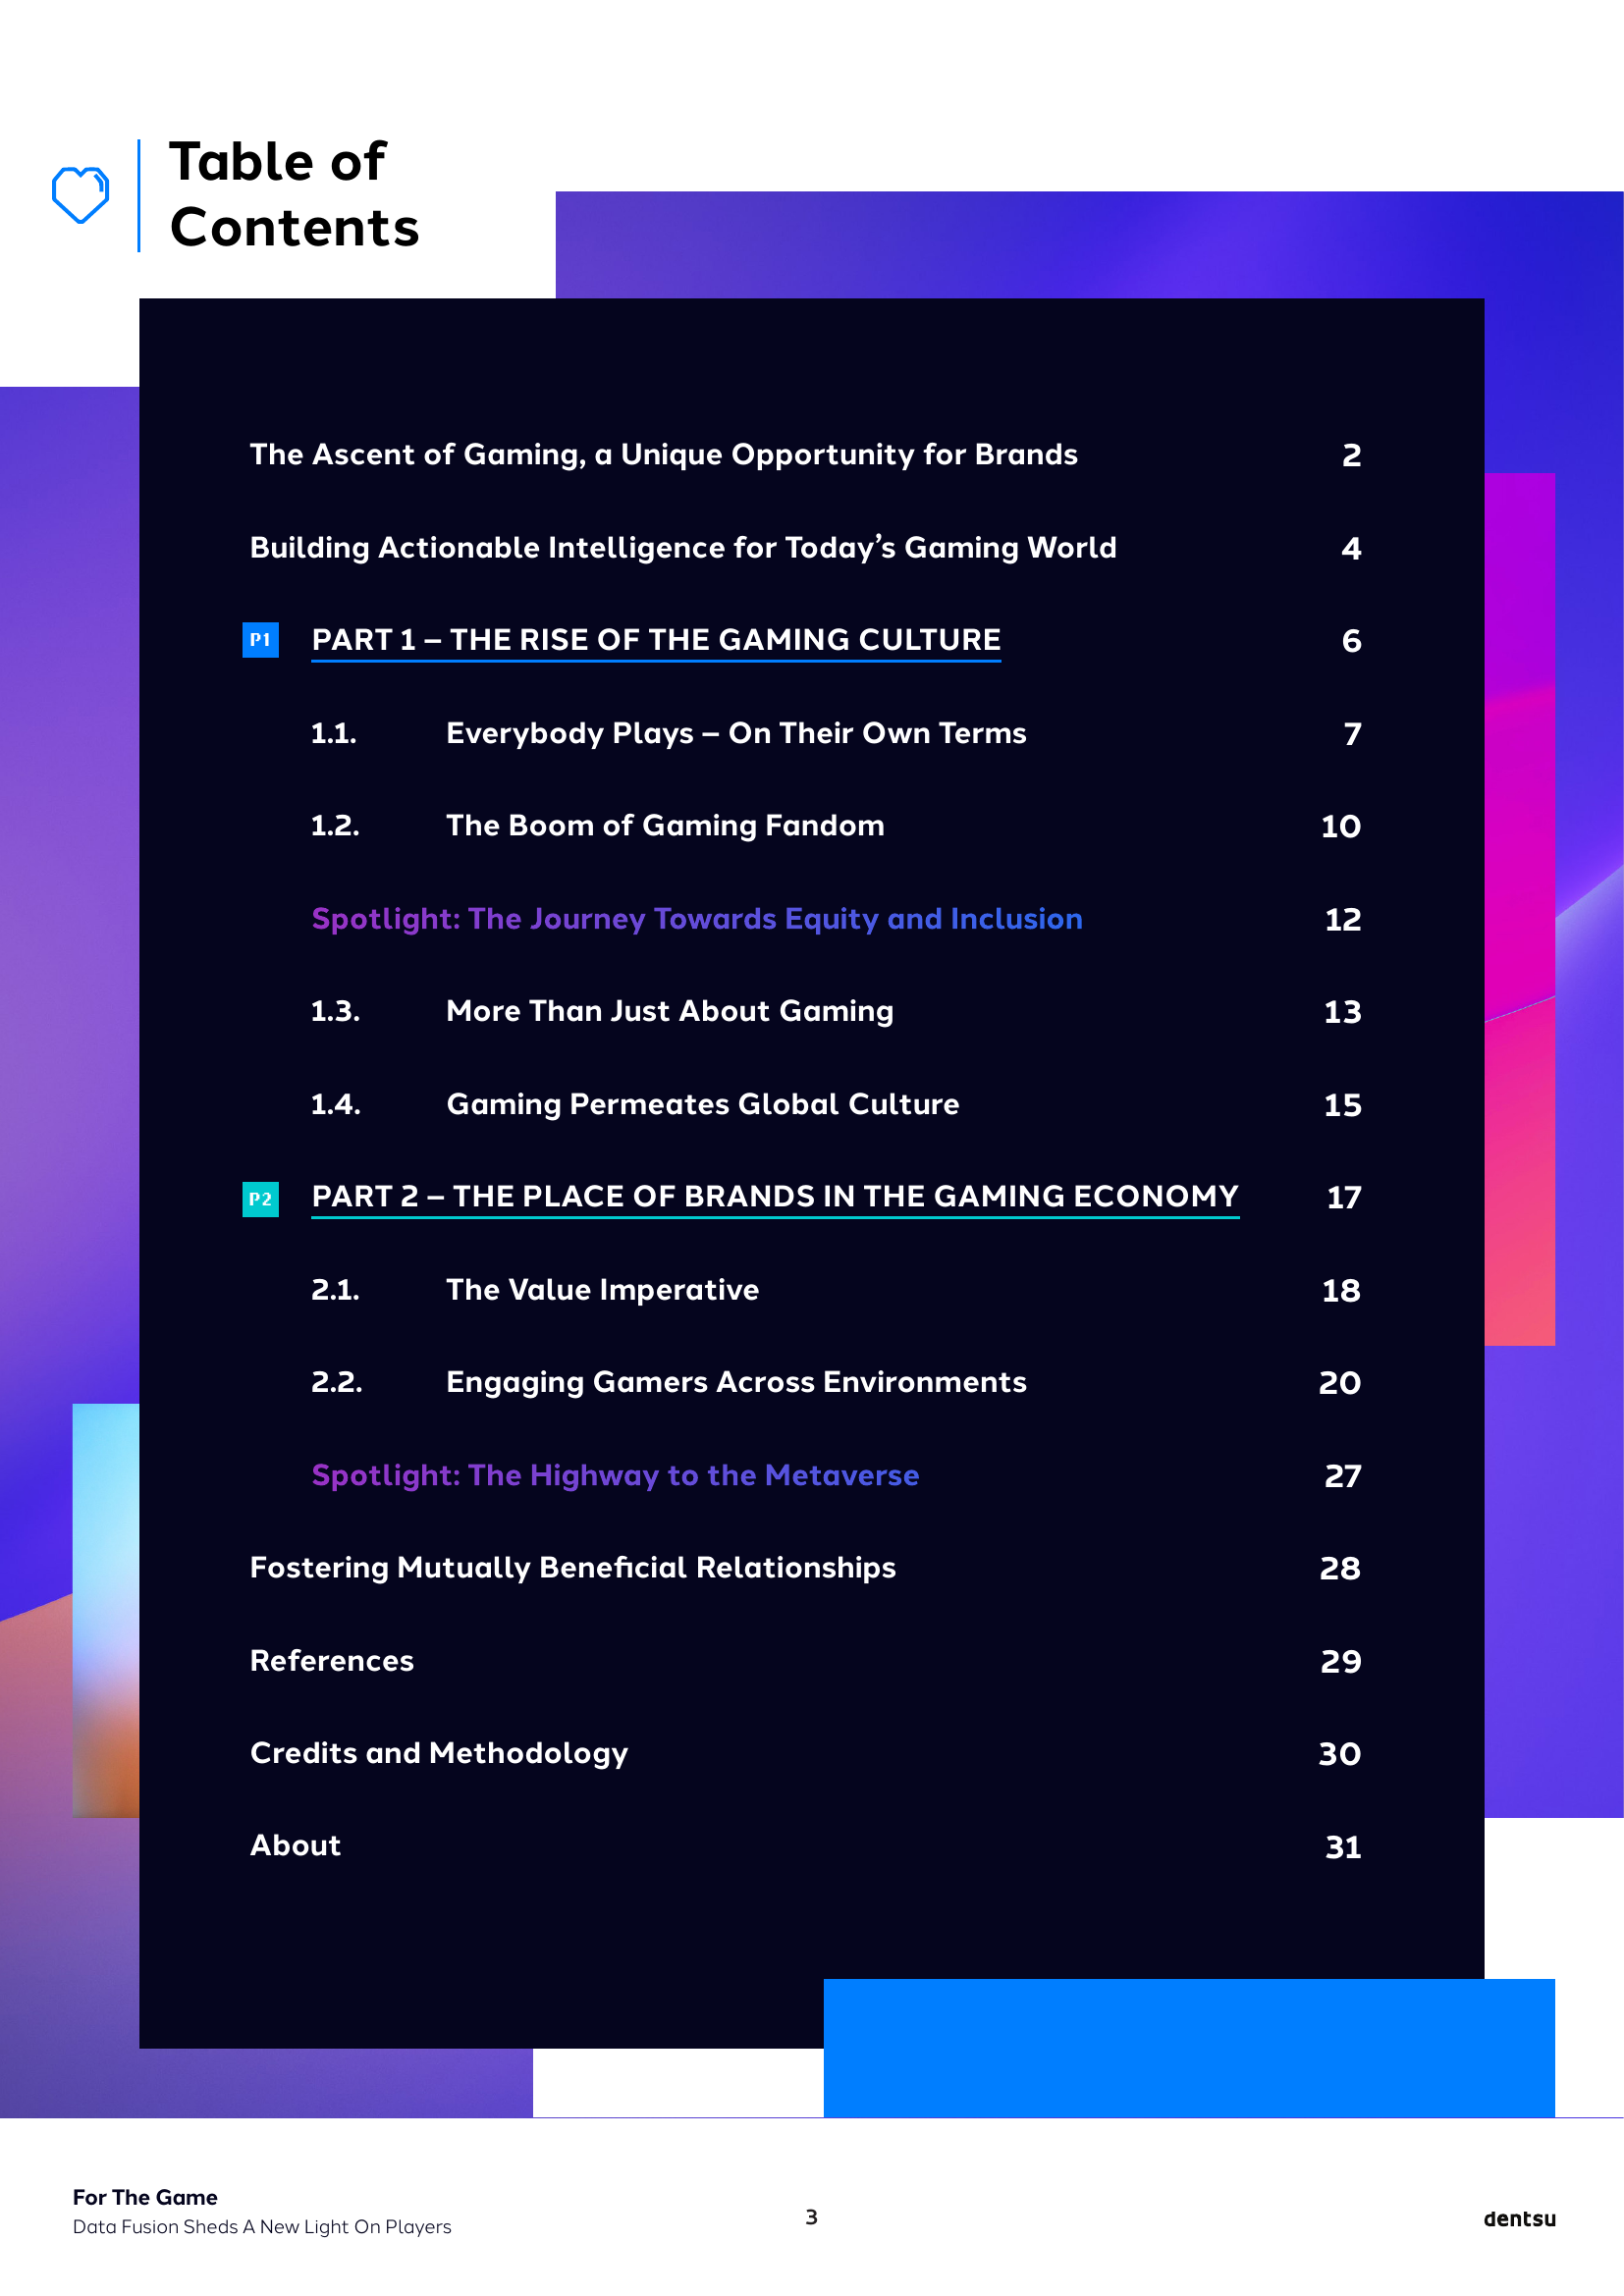 Table of
Contents
The Ascent of Gaming, a Unique Opportunity for Brands 2
Building Actionable Intelligence for Today’s Gaming World 4
P1 PART 1 – THE RISE OF THE GAMING CULTURE 6
1.1. Everybody Plays – On Their Own Terms 7
1.2. The Boom of Gaming Fandom 10
Spotlight: The Journey Towards Equity and Inclusion 12
1.3. More Than Just About Gaming 13
1.4. Gaming Permeates Global Culture 15
P2 PART 2 – THE PLACE OF BRANDS IN THE GAMING ECONOMY 17
2.1. The Value Imperative 18
2.2. Engaging Gamers Across Environments 20
Spotlight: The Highway to the Metaverse 27
Fostering Mutually Beneficial Relationships 28
References 29
Credits and Methodology 30
About 31
For The Game
Data Fusion Sheds A New Light On Players
3
dentsu